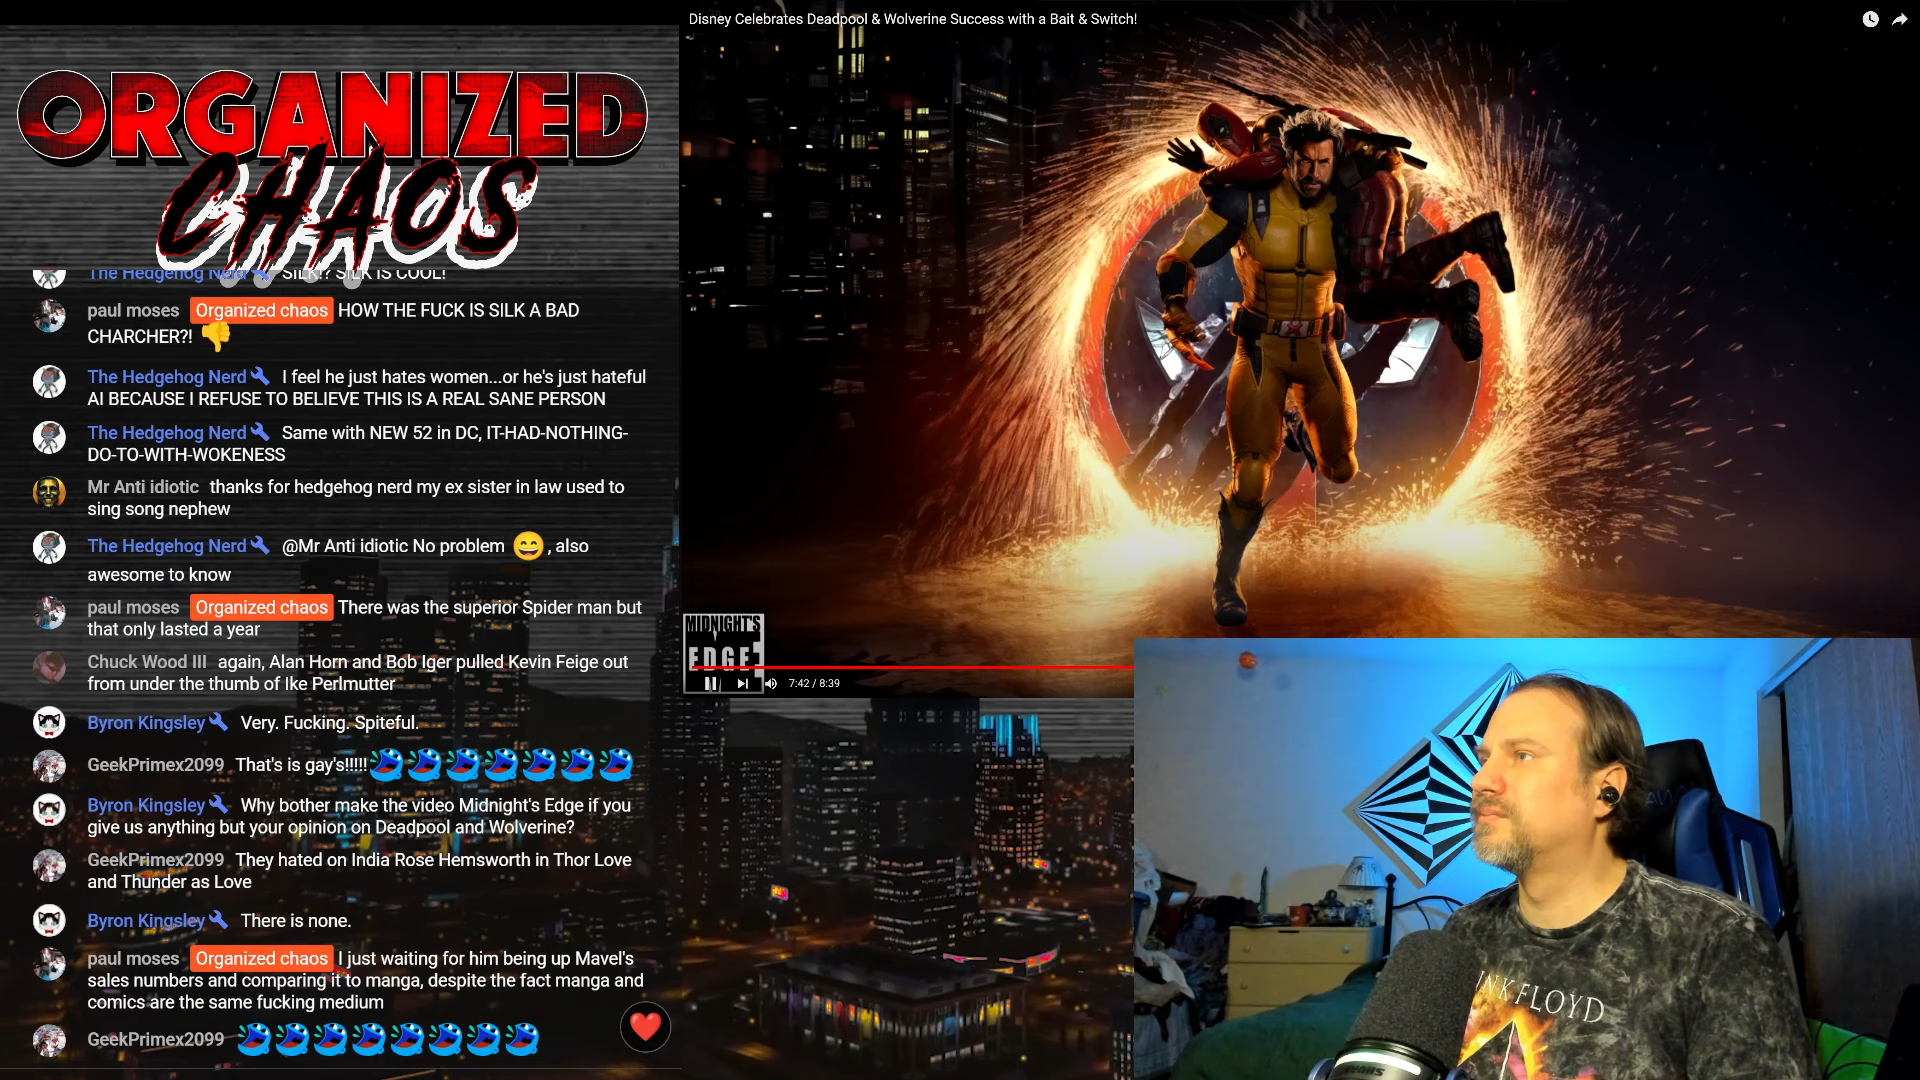 Disney Celebrates Deadpool & Wolverine Success with a Bait & Switch!
ORGANIZED
CHAOS
The Hedgehog Nerd SILK!? SILK IS COOL!
paul moses Organized chaos HOW THE FUCK IS SILK A BAD
CHARCHER?! 👎
The Hedgehog Nerd I feel he just hates women...or he's just hateful
AI BECAUSE I REFUSE TO BELIEVE THIS IS A REAL SANE PERSON
The Hedgehog Nerd Same with NEW 52 in DC, IT-HAD-NOTHING-
DO-TO-WITH-WOKENESS
Mr Anti idiotic thanks for hedgehog nerd my ex sister in law used to
sing song nephew
The Hedgehog Nerd @Mr Anti idiotic No problem 😄, also
awesome to know
paul moses Organized chaos There was the superior Spider man but
that only lasted a year
Chuck Wood III again, Alan Horn and Bob Iger pulled Kevin Feige out
from under the thumb of Ike Perlmutter
Byron Kingsley Very. Fucking. Spiteful.
GeekPrimex2099 That's is gay's!!!!!
Byron Kingsley Why bother make the video Midnight's Edge if you
give us anything but your opinion on Deadpool and Wolverine?
GeekPrimex2099 They hated on India Rose Hemsworth in Thor Love
and Thunder as Love
Byron Kingsley There is none.
paul moses Organized chaos I just waiting for him being up Mavel's
sales numbers and comparing it to manga, despite the fact manga and
comics are the same fucking medium
GeekPrimex2099
MIDNIGHT'S
EDGE
7:42 / 8:39
INK FLOYD